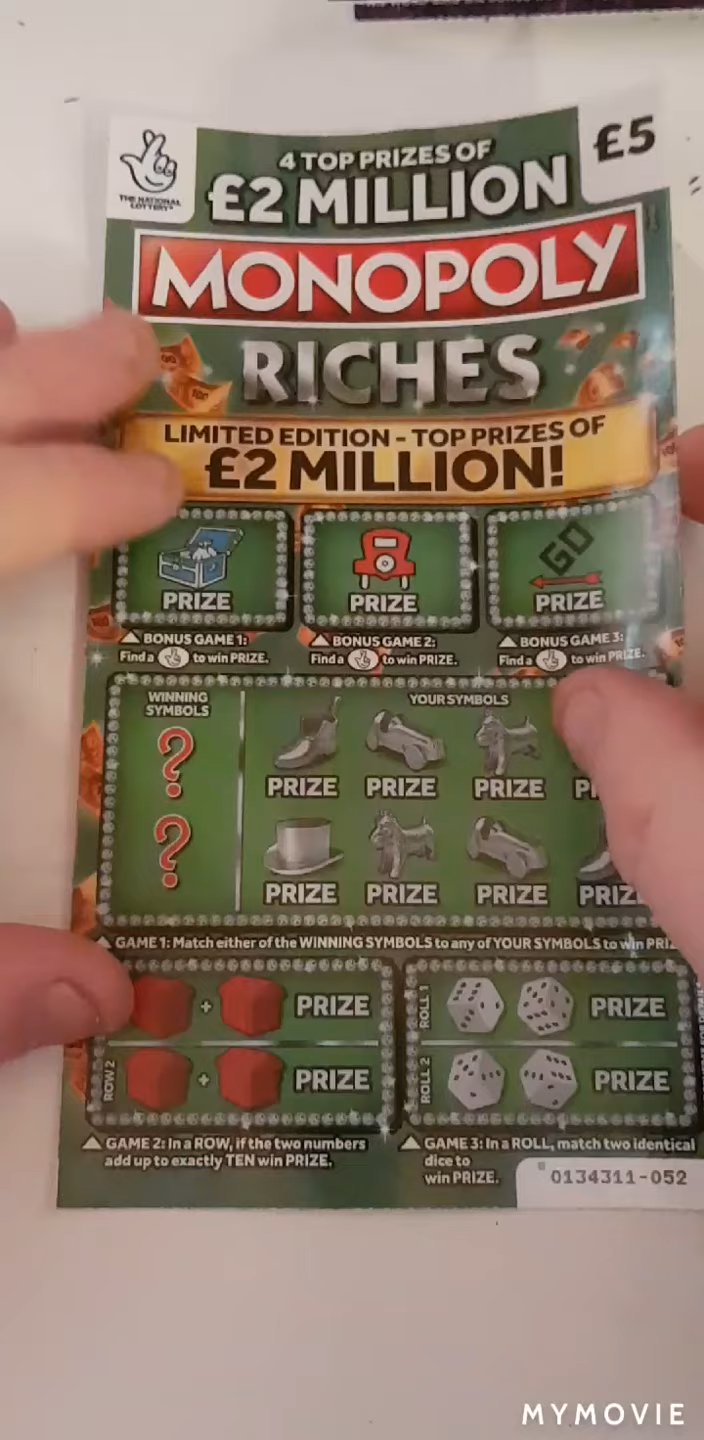 THE NATIONAL
LOTTERY
4 TOP PRIZES OF
£2 MILLION
£5
MONOPOLY
RICHES
LIMITED EDITION - TOP PRIZES OF
£2 MILLION!
PRIZE
PRIZE
GO
PRIZE
BONUS GAME 1:
Find a to win PRIZE.
BONUS GAME 2:
Find a to win PRIZE.
BONUS GAME 3:
Find a to win PRIZE.
WINNING
SYMBOLS
YOUR SYMBOLS
?
?
PRIZE PRIZE PRIZE
PRIZE PRIZE PRIZE PRIZ
GAME 1: Match either of the WINNING SYMBOLS to any of YOUR SYMBOLS to win PRIZ
+ PRIZE
ROW 2 + PRIZE
ROLL 1 PRIZE
ROLL 2 PRIZE
GAME 2: In a ROW, if the two numbers
add up to exactly TEN win PRIZE.
GAME 3: In a ROLL, match two identical
dice to
win PRIZE.
0134311-052
MYMOVIE